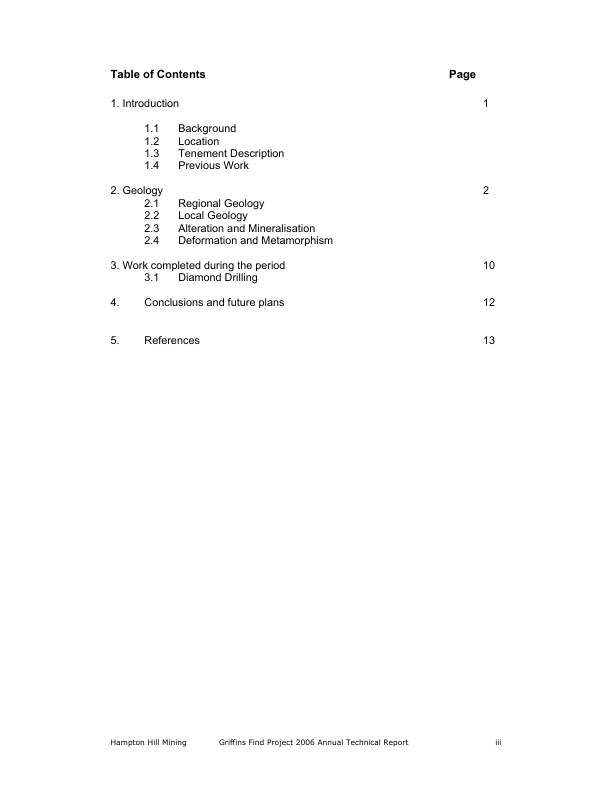 Table of Contents Page
1. Introduction 1
1.1 Background
1.2 Location
1.3 Tenement Description
1.4 Previous Work
2. Geology 2
2.1 Regional Geology
2.2 Local Geology
2.3 Alteration and Mineralisation
2.4 Deformation and Metamorphism
3. Work completed during the period 10
3.1 Diamond Drilling
4. Conclusions and future plans 12
5. References 13
Hampton Hill Mining Griffins Find Project 2006 Annual Technical Report iii